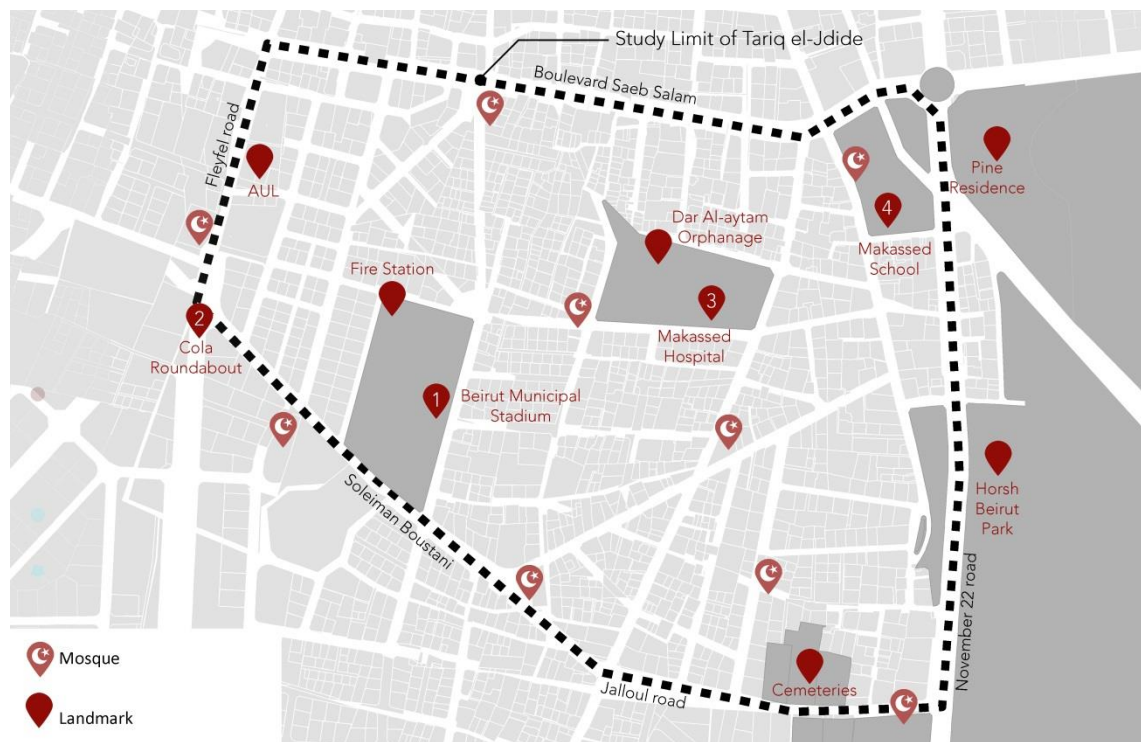 Study Limit of Tariq el-Jdide
Boulevard Saeb Salam
Fleyfel road
AUL
Pine
Residence
4
Makassed
School
Dar Al-aytam
Orphanage
Fire Station
3
Makassed
Hospital
2
Cola
Roundabout
1
Beirut Municipal
Stadium
Soleiman Boustani
Horsh
Beirut
Park
November 22 road
Cemeteries
Jalloul road
Mosque
Landmark